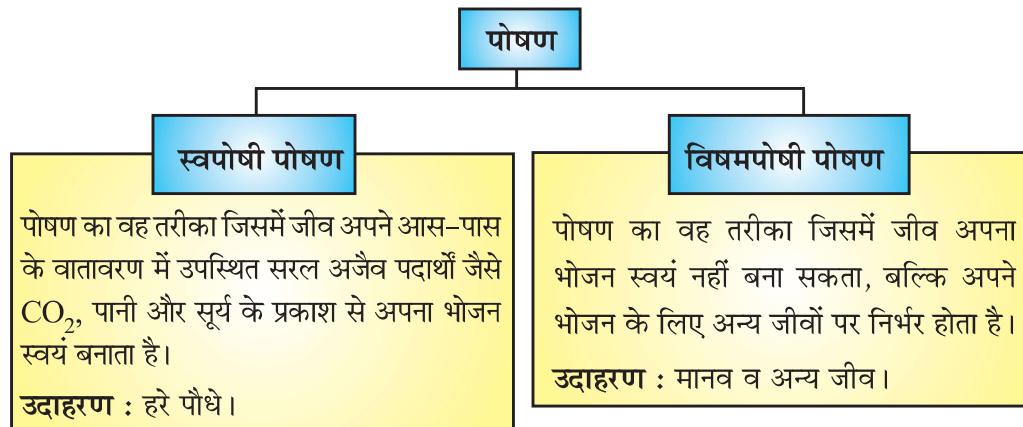 पोषण
स्वपोषी पोषण
पोषण का वह तरीका जिसमें जीव अपने आस-पास
के वातावरण में उपस्थित सरल अजैव पदार्थों जैसे
CO₂, पानी और सूर्य के प्रकाश से अपना भोजन
स्वयं बनाता है।
उदाहरण : हरे पौधे।
विषमपोषी पोषण
पोषण का वह तरीका जिसमें जीव अपना
भोजन स्वयं नहीं बना सकता, बल्कि अपने
भोजन के लिए अन्य जीवों पर निर्भर होता है।
उदाहरण : मानव व अन्य जीव।